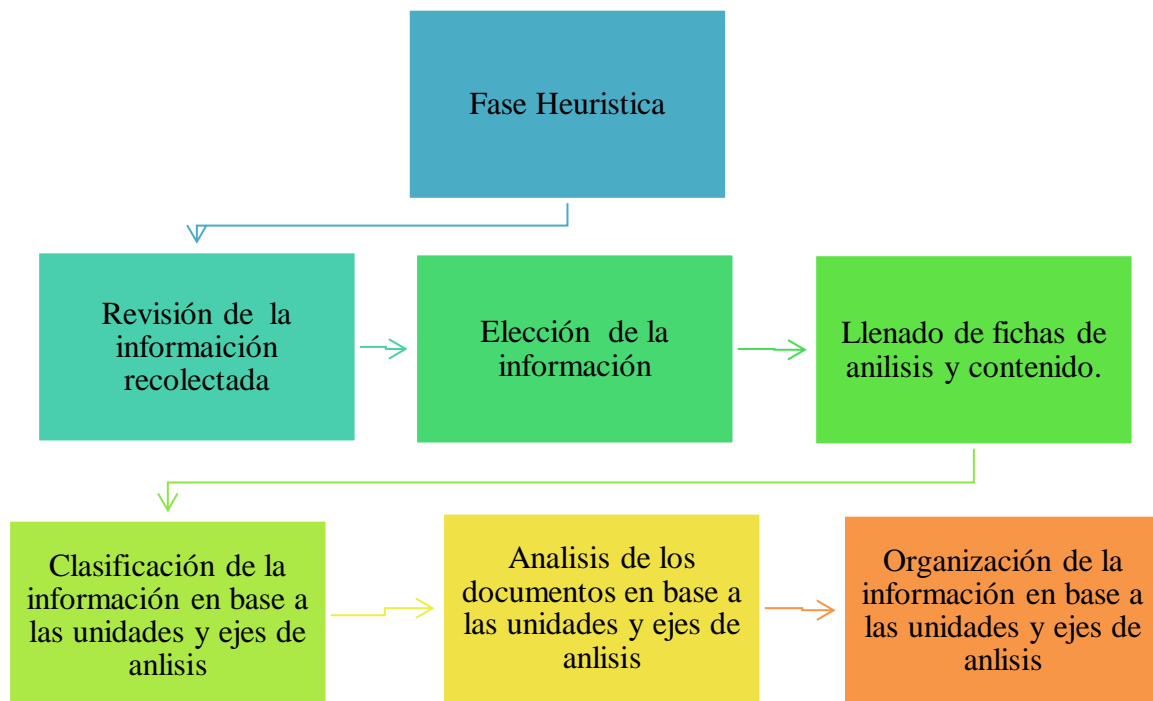 Fase Heuristica
Revisión de la
informaición
recolectada
Elección de la
información
Llenado de fichas de
anilisis y contenido.
Clasificación de la
información en base a
las unidades y ejes de
anlisis
Analisis de los
documentos en base a
las unidades y ejes de
anlisis
Organización de la
información en base a
las unidades y ejes de
anlisis